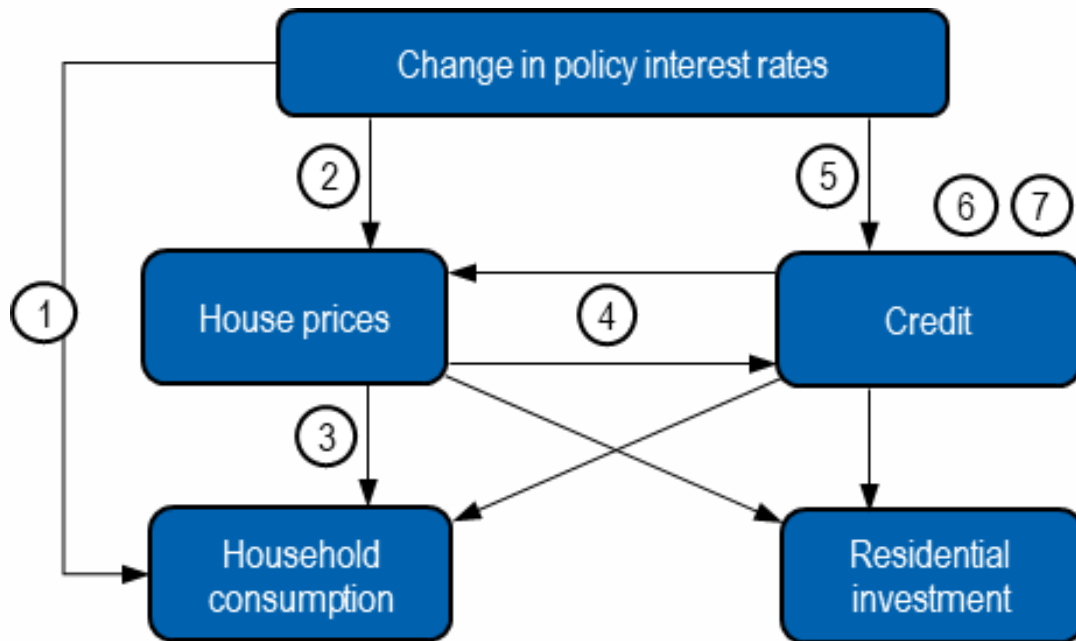 Change in policy interest rates
2
5
6
7
1
House prices
4
Credit
3
Household
consumption
Residential
investment